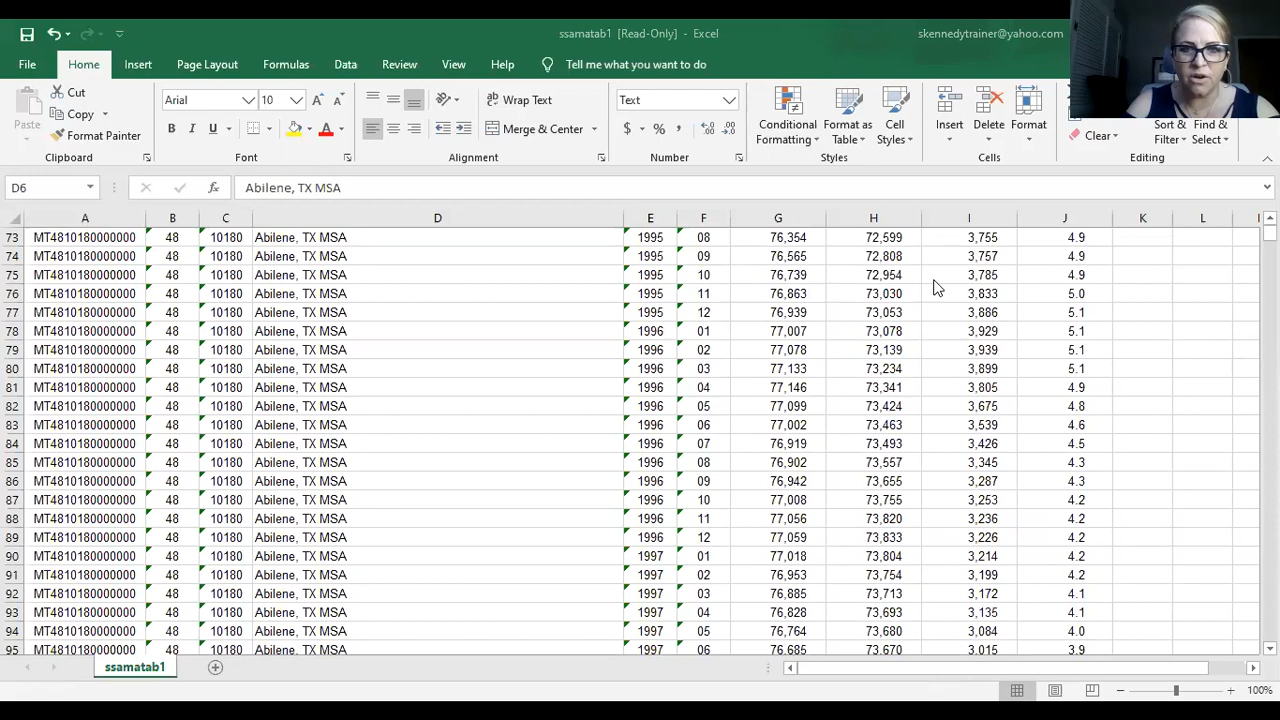 ssamatab1 [Read-Only] - Excel
skennedytrainer@yahoo.com
File Home Insert Page Layout Formulas Data Review View Help Tell me what you want to do
Paste
Cut
Copy
Format Painter
Clipboard
Arial 10
B I U
Font
Wrap Text
Merge & Center
Alignment
Text
$ % ,
Number
Conditional Formatting
Format as Table
Cell Styles
Styles
Insert
Delete
Format
Cells
Clear
Sort & Filter
Find & Select
Editing
D6 fx Abilene, TX MSA
A B C D E F G H I J K L
73 MT4810180000000 48 10180 Abilene, TX MSA 1995 08 76,354 72,599 3,755 4.9
74 MT4810180000000 48 10180 Abilene, TX MSA 1995 09 76,565 72,808 3,757 4.9
75 MT4810180000000 48 10180 Abilene, TX MSA 1995 10 76,739 72,954 3,785 4.9
76 MT4810180000000 48 10180 Abilene, TX MSA 1995 11 76,863 73,030 3,833 5.0
77 MT4810180000000 48 10180 Abilene, TX MSA 1995 12 76,939 73,053 3,886 5.1
78 MT4810180000000 48 10180 Abilene, TX MSA 1996 01 77,007 73,078 3,929 5.1
79 MT4810180000000 48 10180 Abilene, TX MSA 1996 02 77,078 73,139 3,939 5.1
80 MT4810180000000 48 10180 Abilene, TX MSA 1996 03 77,133 73,234 3,899 5.1
81 MT4810180000000 48 10180 Abilene, TX MSA 1996 04 77,146 73,341 3,805 4.9
82 MT4810180000000 48 10180 Abilene, TX MSA 1996 05 77,099 73,424 3,675 4.8
83 MT4810180000000 48 10180 Abilene, TX MSA 1996 06 77,002 73,463 3,539 4.6
84 MT4810180000000 48 10180 Abilene, TX MSA 1996 07 76,919 73,493 3,426 4.5
85 MT4810180000000 48 10180 Abilene, TX MSA 1996 08 76,902 73,557 3,345 4.3
86 MT4810180000000 48 10180 Abilene, TX MSA 1996 09 76,942 73,655 3,287 4.3
87 MT4810180000000 48 10180 Abilene, TX MSA 1996 10 77,008 73,755 3,253 4.2
88 MT4810180000000 48 10180 Abilene, TX MSA 1996 11 77,056 73,820 3,236 4.2
89 MT4810180000000 48 10180 Abilene, TX MSA 1996 12 77,059 73,833 3,226 4.2
90 MT4810180000000 48 10180 Abilene, TX MSA 1997 01 77,018 73,804 3,214 4.2
91 MT4810180000000 48 10180 Abilene, TX MSA 1997 02 76,953 73,754 3,199 4.2
92 MT4810180000000 48 10180 Abilene, TX MSA 1997 03 76,885 73,713 3,172 4.1
93 MT4810180000000 48 10180 Abilene, TX MSA 1997 04 76,828 73,693 3,135 4.1
94 MT4810180000000 48 10180 Abilene, TX MSA 1997 05 76,764 73,680 3,084 4.0
95 MT4810180000000 48 10180 Abilene, TX MSA 1997 06 76,685 73,670 3,015 3.9
ssamatab1
100%